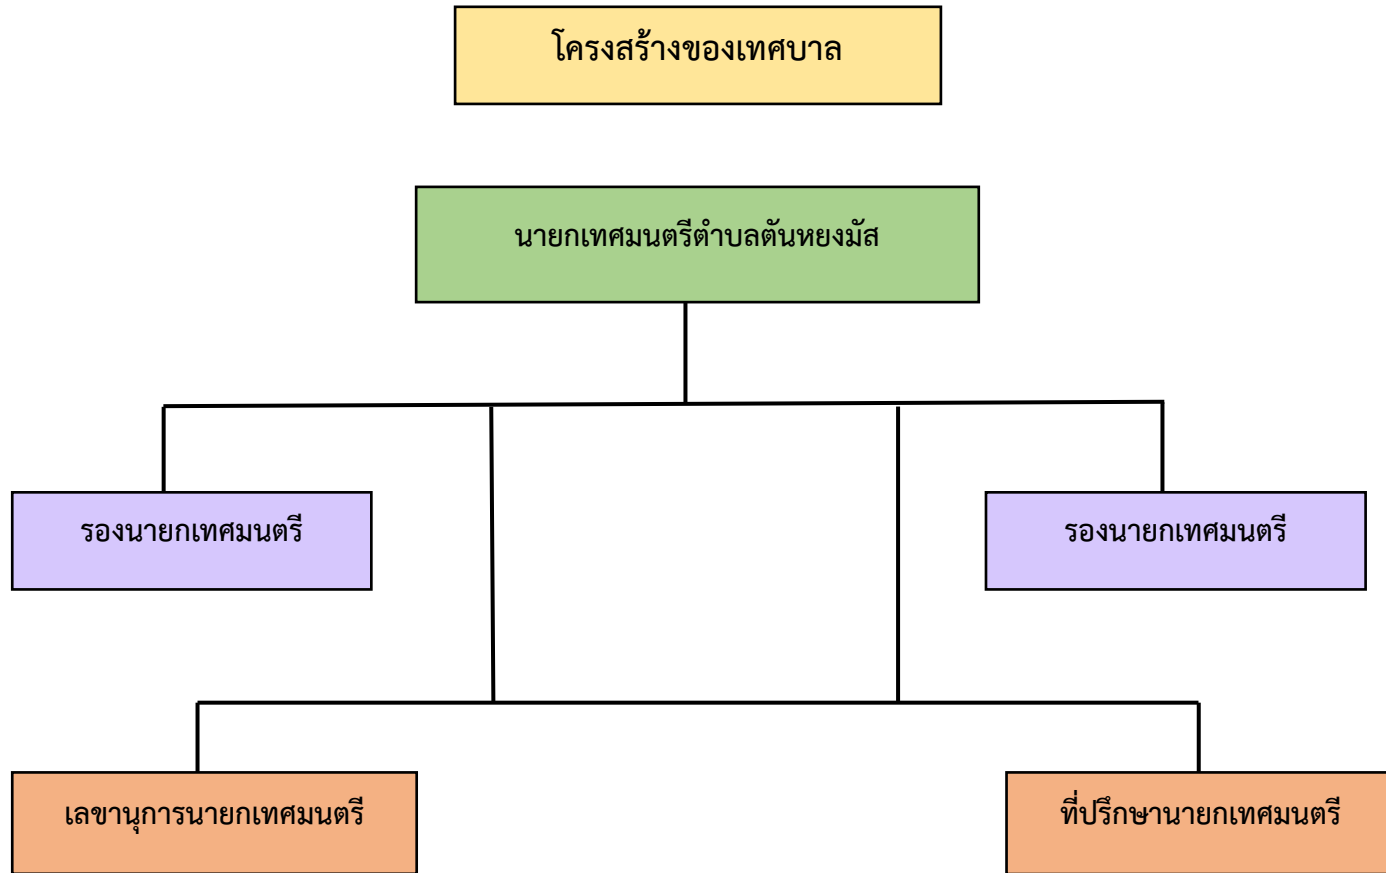 โครงสร้างของเทศบาล
นายกเทศมนตรีตำบลตันหยงมัส
รองนายกเทศมนตรี
รองนายกเทศมนตรี
เลขานุการนายกเทศมนตรี
ที่ปรึกษานายกเทศมนตรี